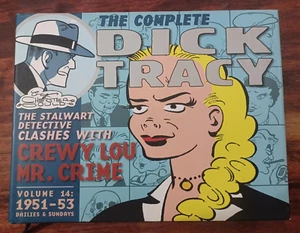 THE COMPLETE
DICK
TRACY
THE STALWART
DETECTIVE
CLASHES WITH
CREWY LOU
MR. CRIME
VOLUME 14:
1951-53
DAILIES & SUNDAYS